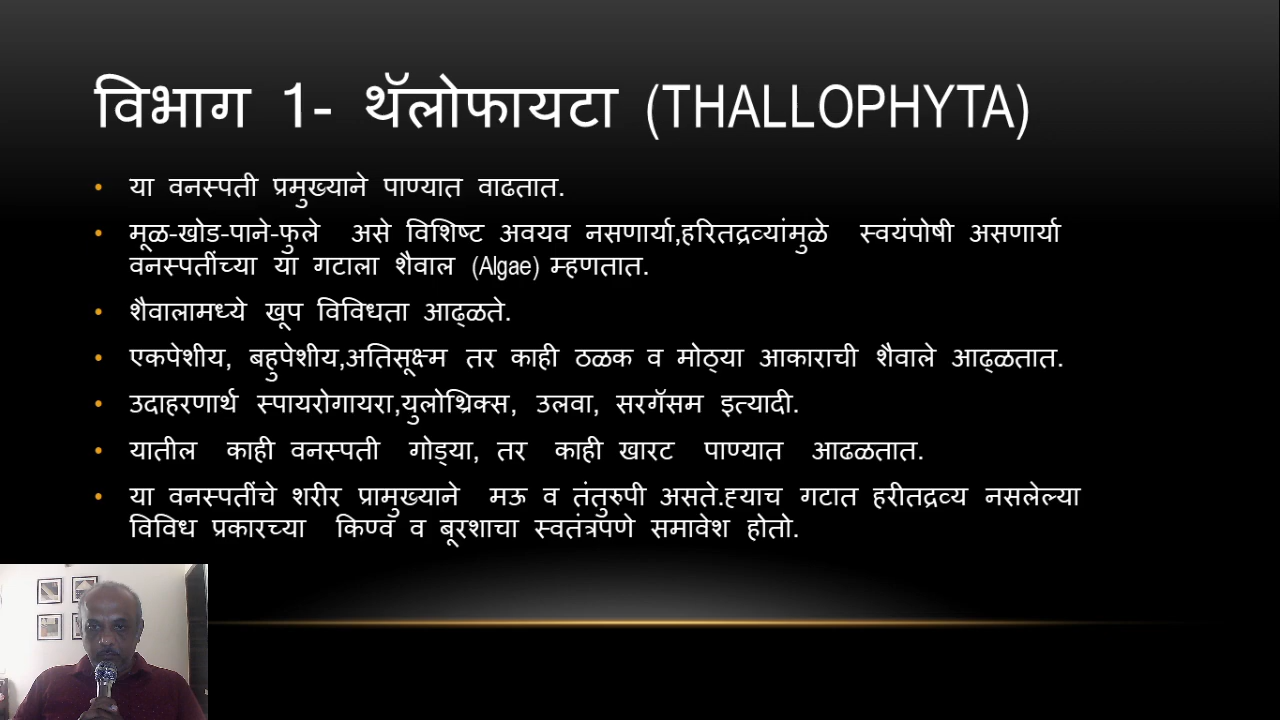 विभाग 1- थॅलोफायटा (THALLOPHYTA)
• या वनस्पती प्रमुख्याने पाण्यात वाढतात.
• मूळ-खोड-पाने-फुले असे विशिष्ट अवयव नसणार्या,हरितद्रव्यांमुळे स्वयंपोषी असणार्या
वनस्पतींच्या या गटाला शैवाल (Algae) म्हणतात.
• शैवालामध्ये खूप विविधता आढ्ळते.
• एकपेशीय, बहुपेशीय,अतिसूक्ष्म तर काही ठळक व मोठ्या आकाराची शैवाले आढ्ळतात.
• उदाहरणार्थ स्पायरोगायरा,युलोथ्रिक्स, उलवा, सरगॅसम इत्यादी.
• यातील काही वनस्पती गोड्या, तर काही खारट पाण्यात आढळतात.
• या वनस्पतींचे शरीर प्रामुख्याने मऊ व तंतुरुपी असते.ह्याच गटात हरीतद्रव्य नसलेल्या
विविध प्रकारच्या किण्व व बूरशाचा स्वतंत्रपणे समावेश होतो.